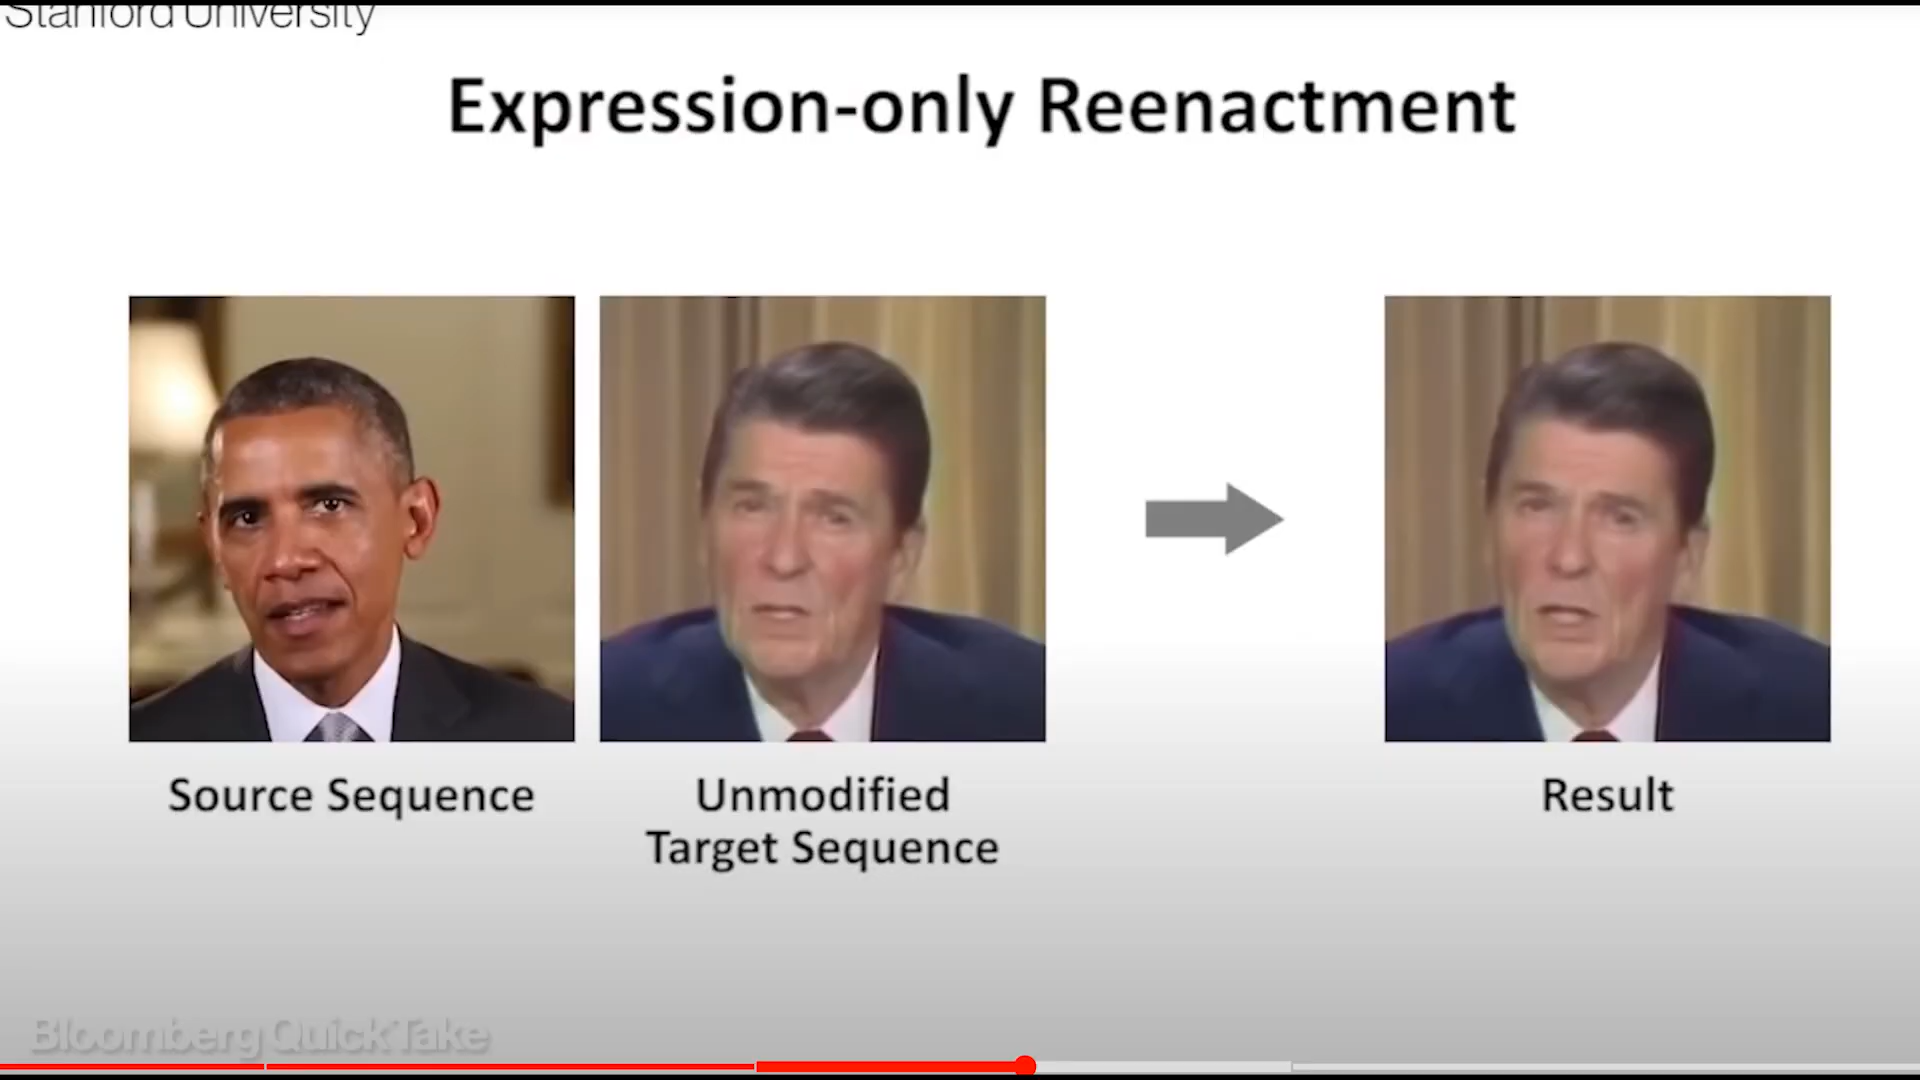 Stanford University
Expression-only Reenactment
Source Sequence
Unmodified
Target Sequence
Result
Bloomberg QuickTake